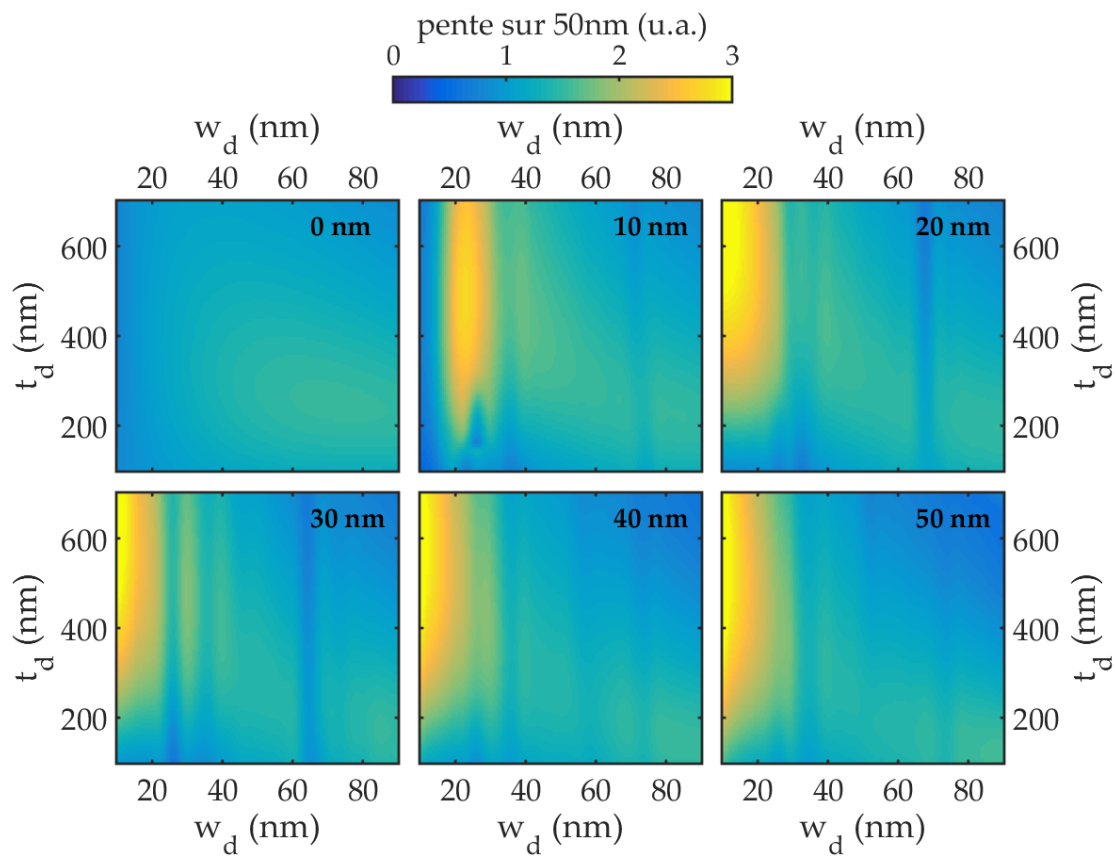 pente sur 50nm (u.a.)
0 1 2 3
w_d (nm) w_d (nm) w_d (nm)
20 40 60 80 20 40 60 80 20 40 60 80
0 nm 10 nm 20 nm
600 600
400 400
200 200
t_d (nm) t_d (nm)
30 nm 40 nm 50 nm
600 600
400 400
200 200
t_d (nm) t_d (nm)
20 40 60 80 20 40 60 80 20 40 60 80
w_d (nm) w_d (nm) w_d (nm)